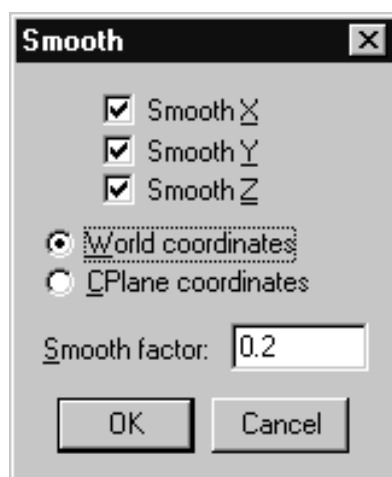 Smooth
Smooth X
Smooth Y
Smooth Z
World coordinates
CPlane coordinates
Smooth factor: 0.2
OK Cancel